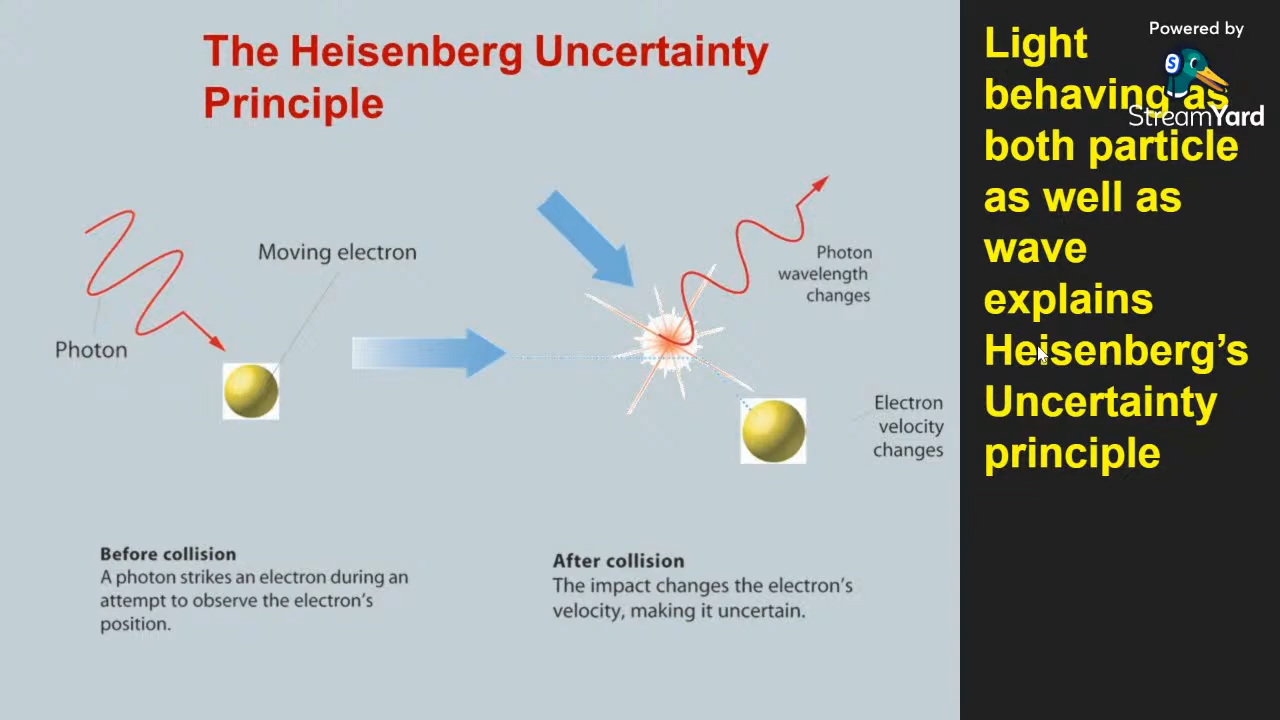 The Heisenberg Uncertainty
Principle
Photon
Moving electron
Photon
wavelength
changes
Electron
velocity
changes
Before collision
A photon strikes an electron during an
attempt to observe the electron's
position.
After collision
The impact changes the electron's
velocity, making it uncertain.
Light
behaving as
both particle
as well as
wave
explains
Heisenberg's
Uncertainty
principle
Powered by
S
StreamYard